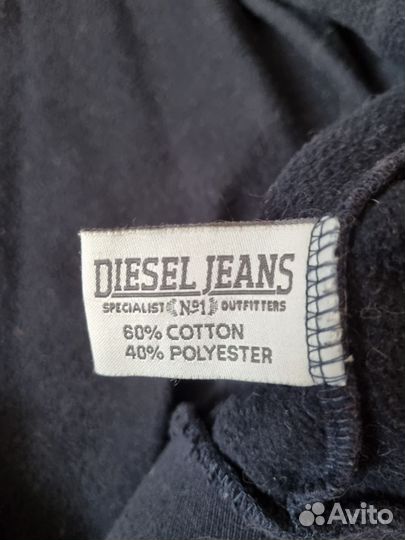 DIESEL JEANS
SPECIALIST Nº1 OUTFITTERS
60% COTTON
40% POLYESTER
Avito